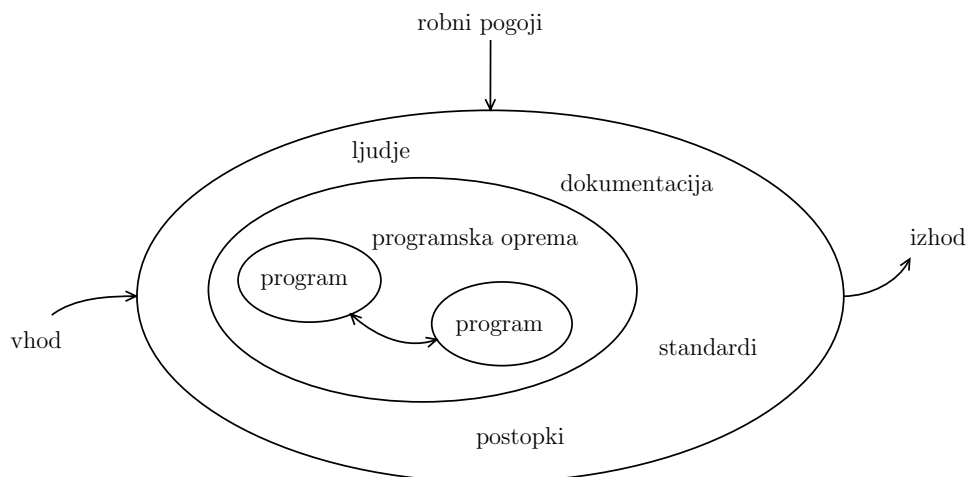 robni pogoji
ljudje
dokumentacija
programska oprema
izhod
program
program
vhod
standardi
postopki